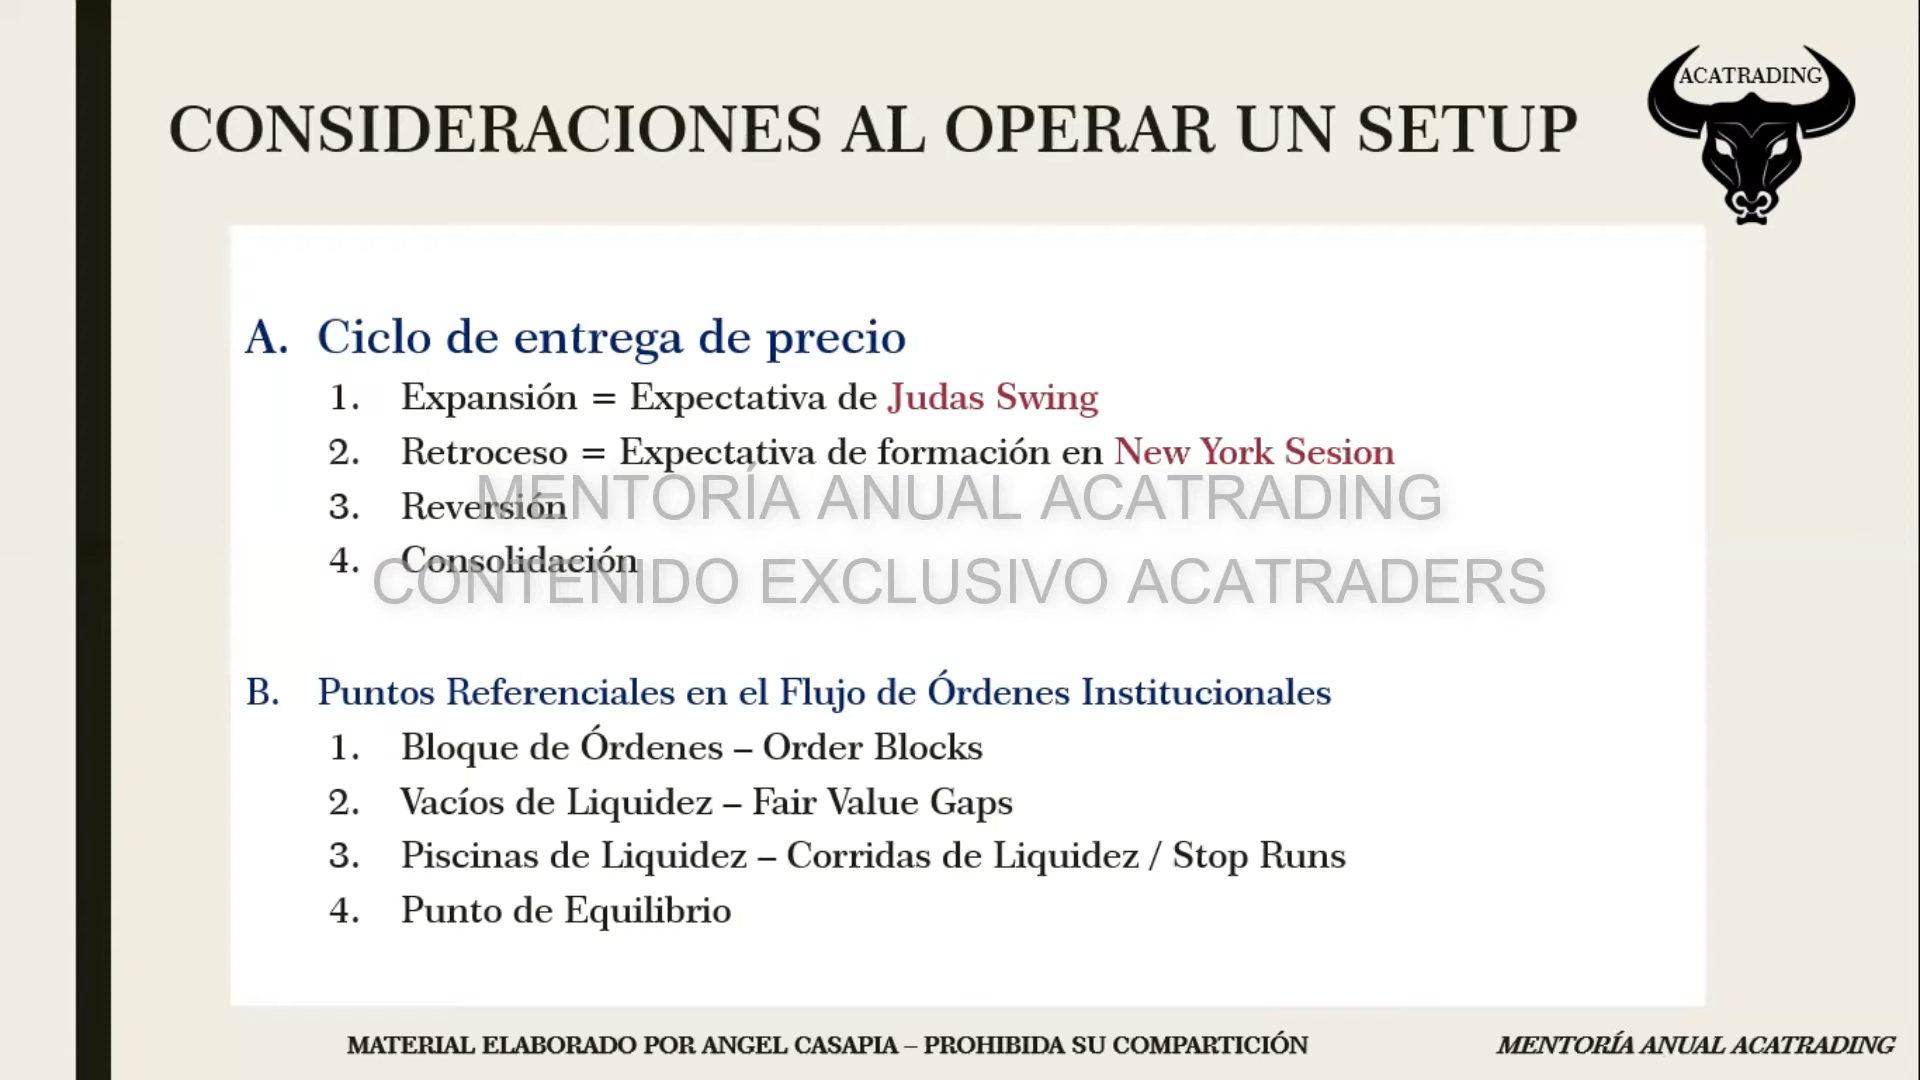 ACATRADING
CONSIDERACIONES AL OPERAR UN SETUP
A. Ciclo de entrega de precio
1. Expansión = Expectativa de Judas Swing
2. Retroceso = Expectativa de formación en New York Sesion
MENTORÍA ANUAL ACATRADING
3. Reversión
4. Consolidación
CONTENIDO EXCLUSIVO ACATRADERS
B. Puntos Referenciales en el Flujo de Órdenes Institucionales
1. Bloque de Órdenes – Order Blocks
2. Vacíos de Liquidez – Fair Value Gaps
3. Piscinas de Liquidez – Corridas de Liquidez / Stop Runs
4. Punto de Equilibrio
MATERIAL ELABORADO POR ANGEL CASAPIA – PROHIBIDA SU COMPARTICIÓN
MENTORÍA ANUAL ACATRADING